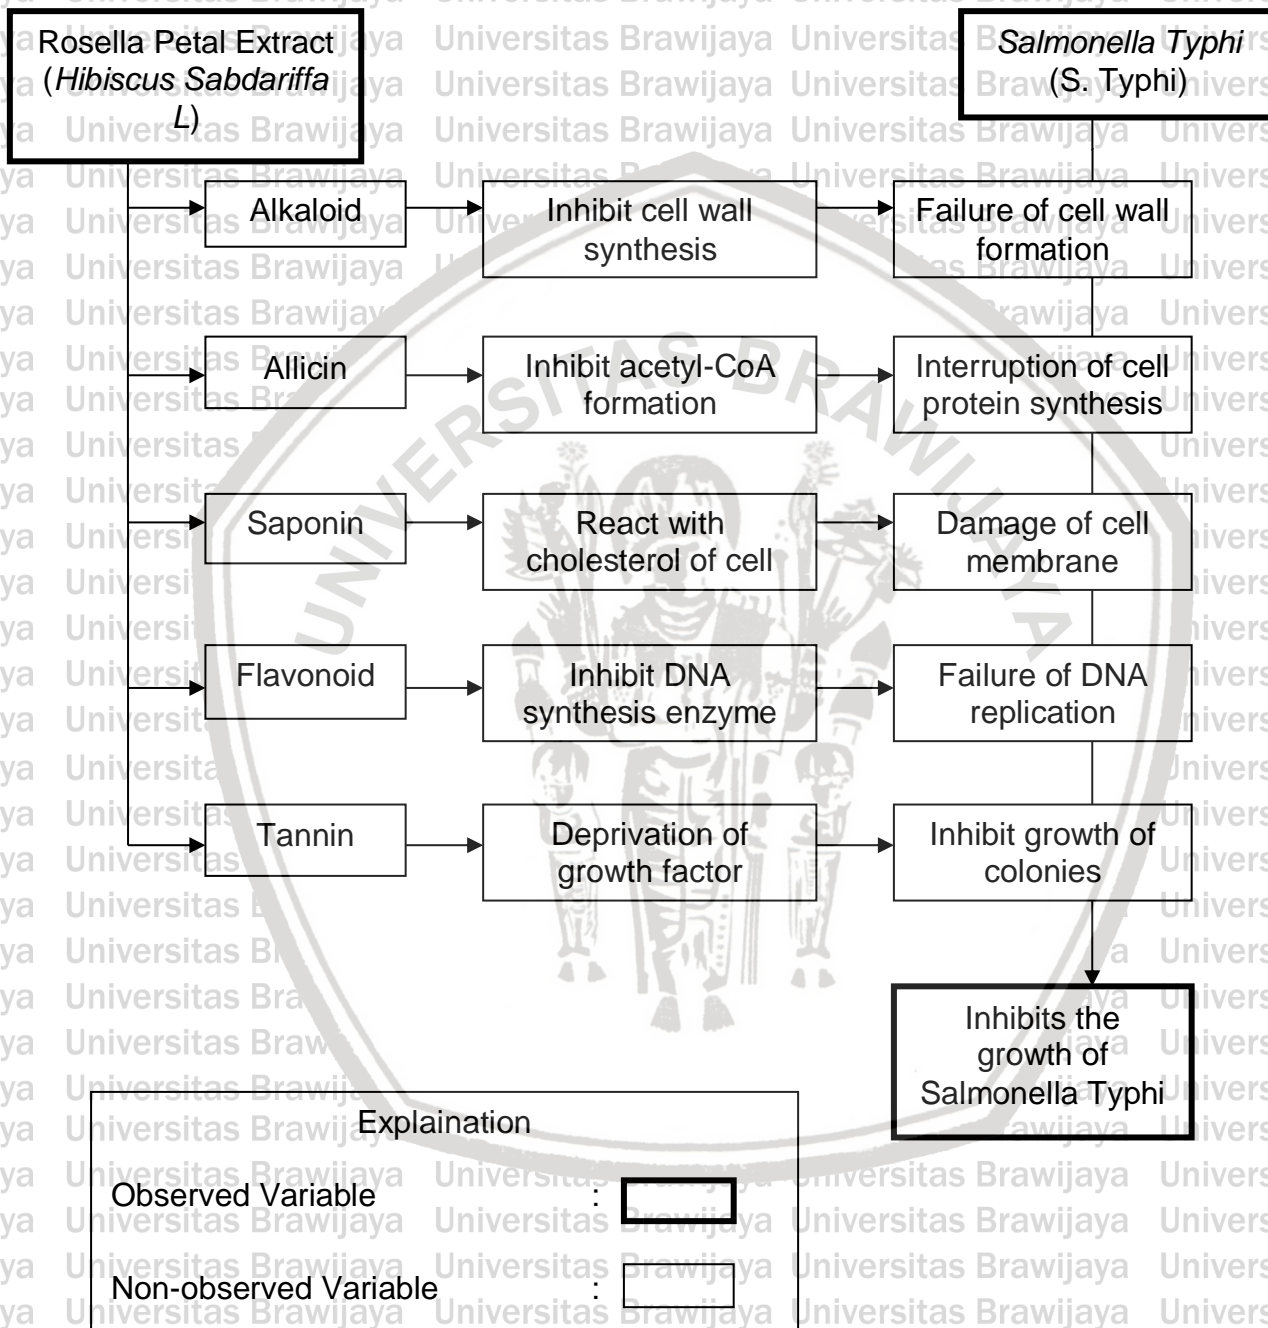 Rosella Petal Extract
(Hibiscus Sabdariffa
L)
Salmonella Typhi
(S. Typhi)
Alkaloid
Inhibit cell wall
synthesis
Failure of cell wall
formation
Allicin
Inhibit acetyl-CoA
formation
Interruption of cell
protein synthesis
Saponin
React with
cholesterol of cell
Damage of cell
membrane
Flavonoid
Inhibit DNA
synthesis enzyme
Failure of DNA
replication
Tannin
Deprivation of
growth factor
Inhibit growth of
colonies
Inhibits the
growth of
Salmonella Typhi
Explaination
Observed Variable :
Non-observed Variable :
UNIVERSITAS BRAWIJAYA